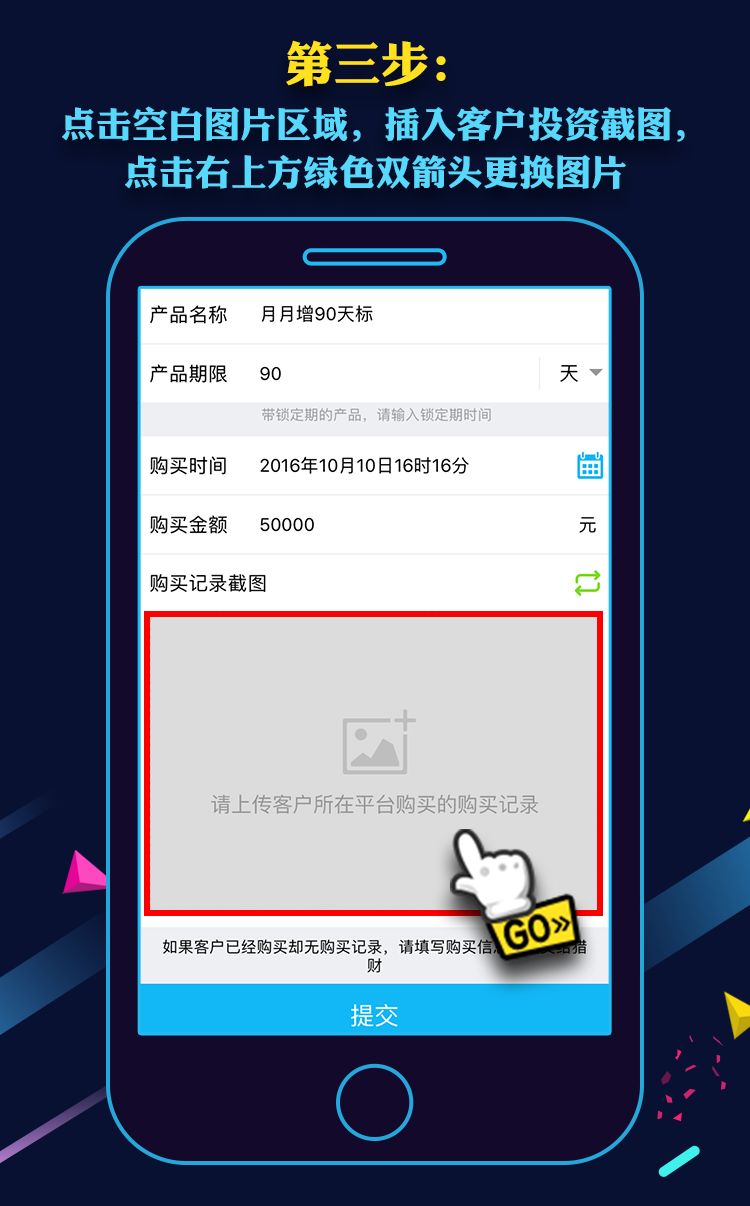 第三步：
点击空白图片区域，插入客户投资截图，
点击右上方绿色双箭头更换图片
产品名称 月月增90天标
产品期限 90 天
带锁定期的产品，请输入锁定期时间
购买时间 2016年10月10日16时16分
购买金额 50000 元
购买记录截图
请上传客户所在平台购买的购买记录
GO»
如果客户已经购买却无购买记录，请填写购买信 给猎
财
提交